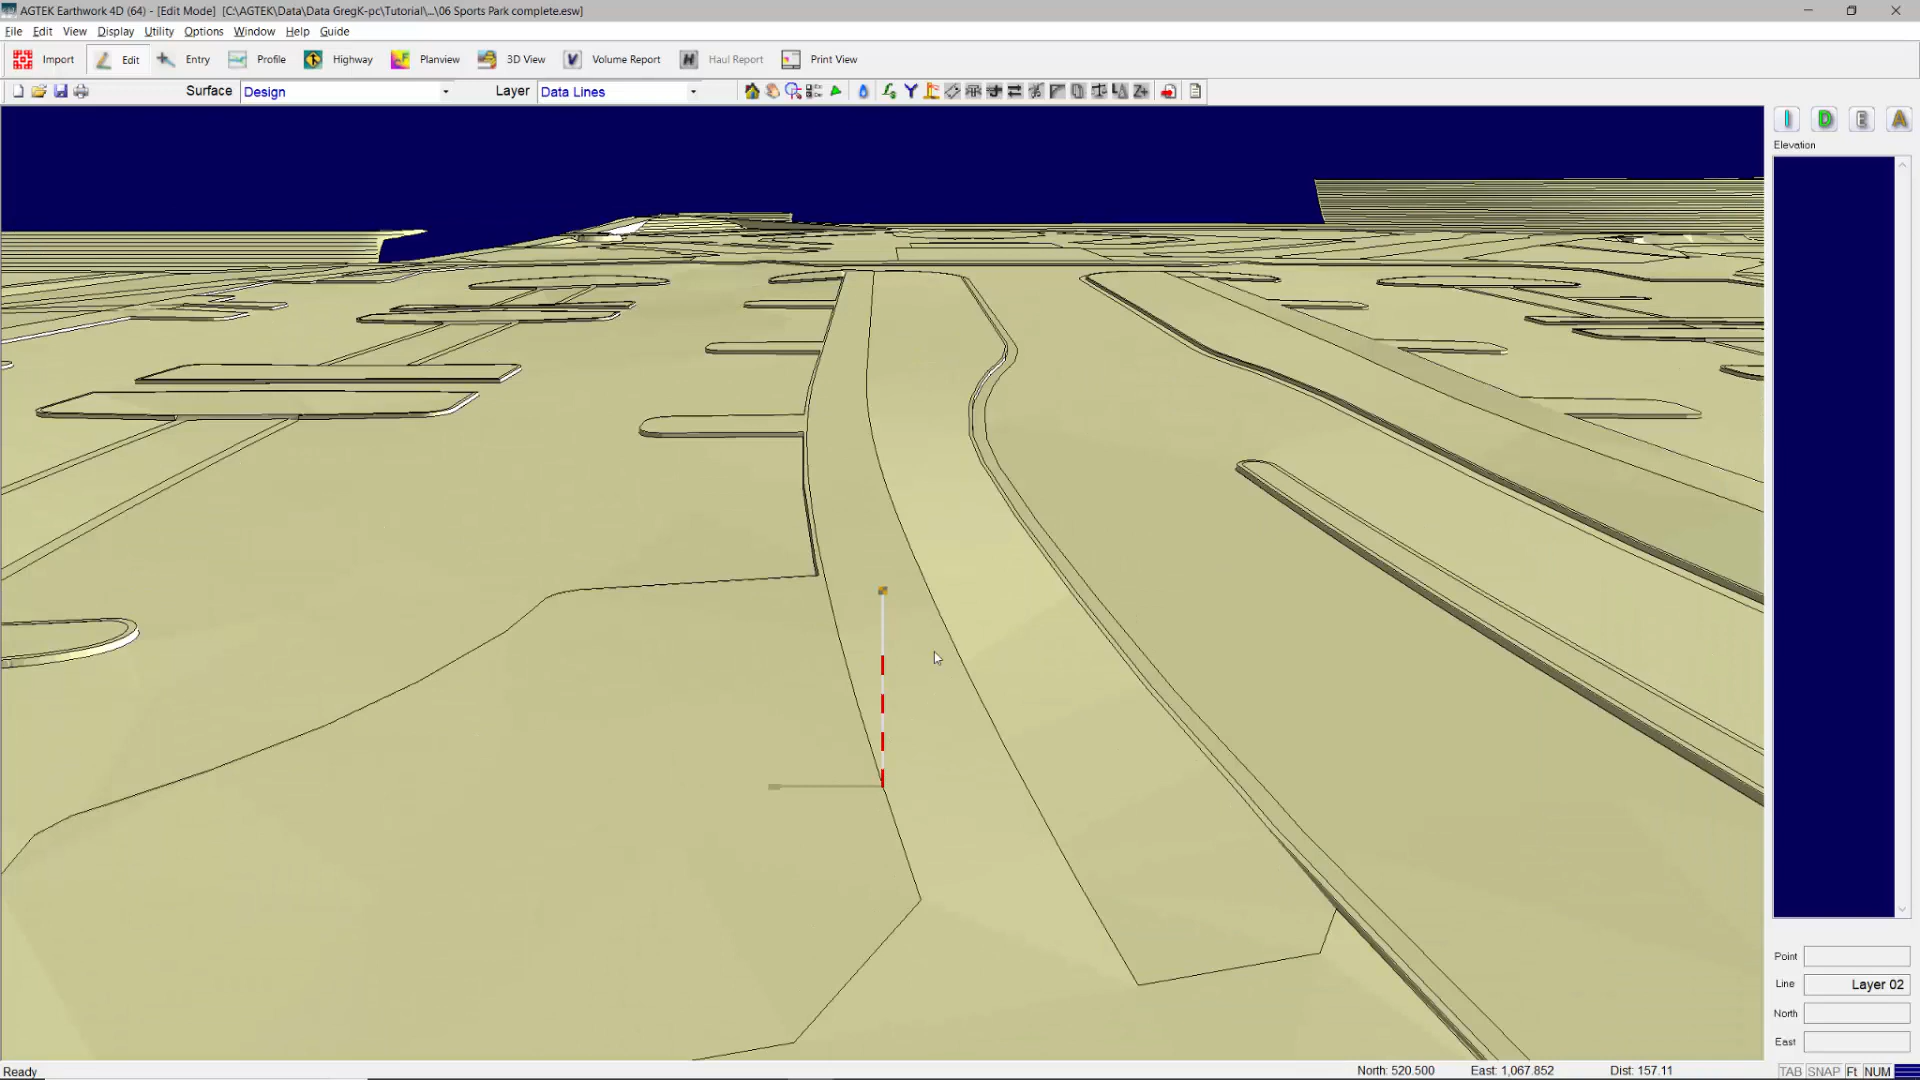 AGTEK Earthwork 4D (64) - [Edit Mode] [C:\AGTEK\Data\Data GregK-pc\Tutorial\...\06 Sports Park complete.esw]
File Edit View Display Utility Options Window Help Guide
Import Edit Entry Profile Highway Planview 3D View Volume Report Haul Report Print View
Surface Design Layer Data Lines
I D E A
Elevation
Point
Line Layer 02
North
East
Ready North: 520.500 East: 1,067.852 Dist: 157.11 TAB SNAP Ft NUM